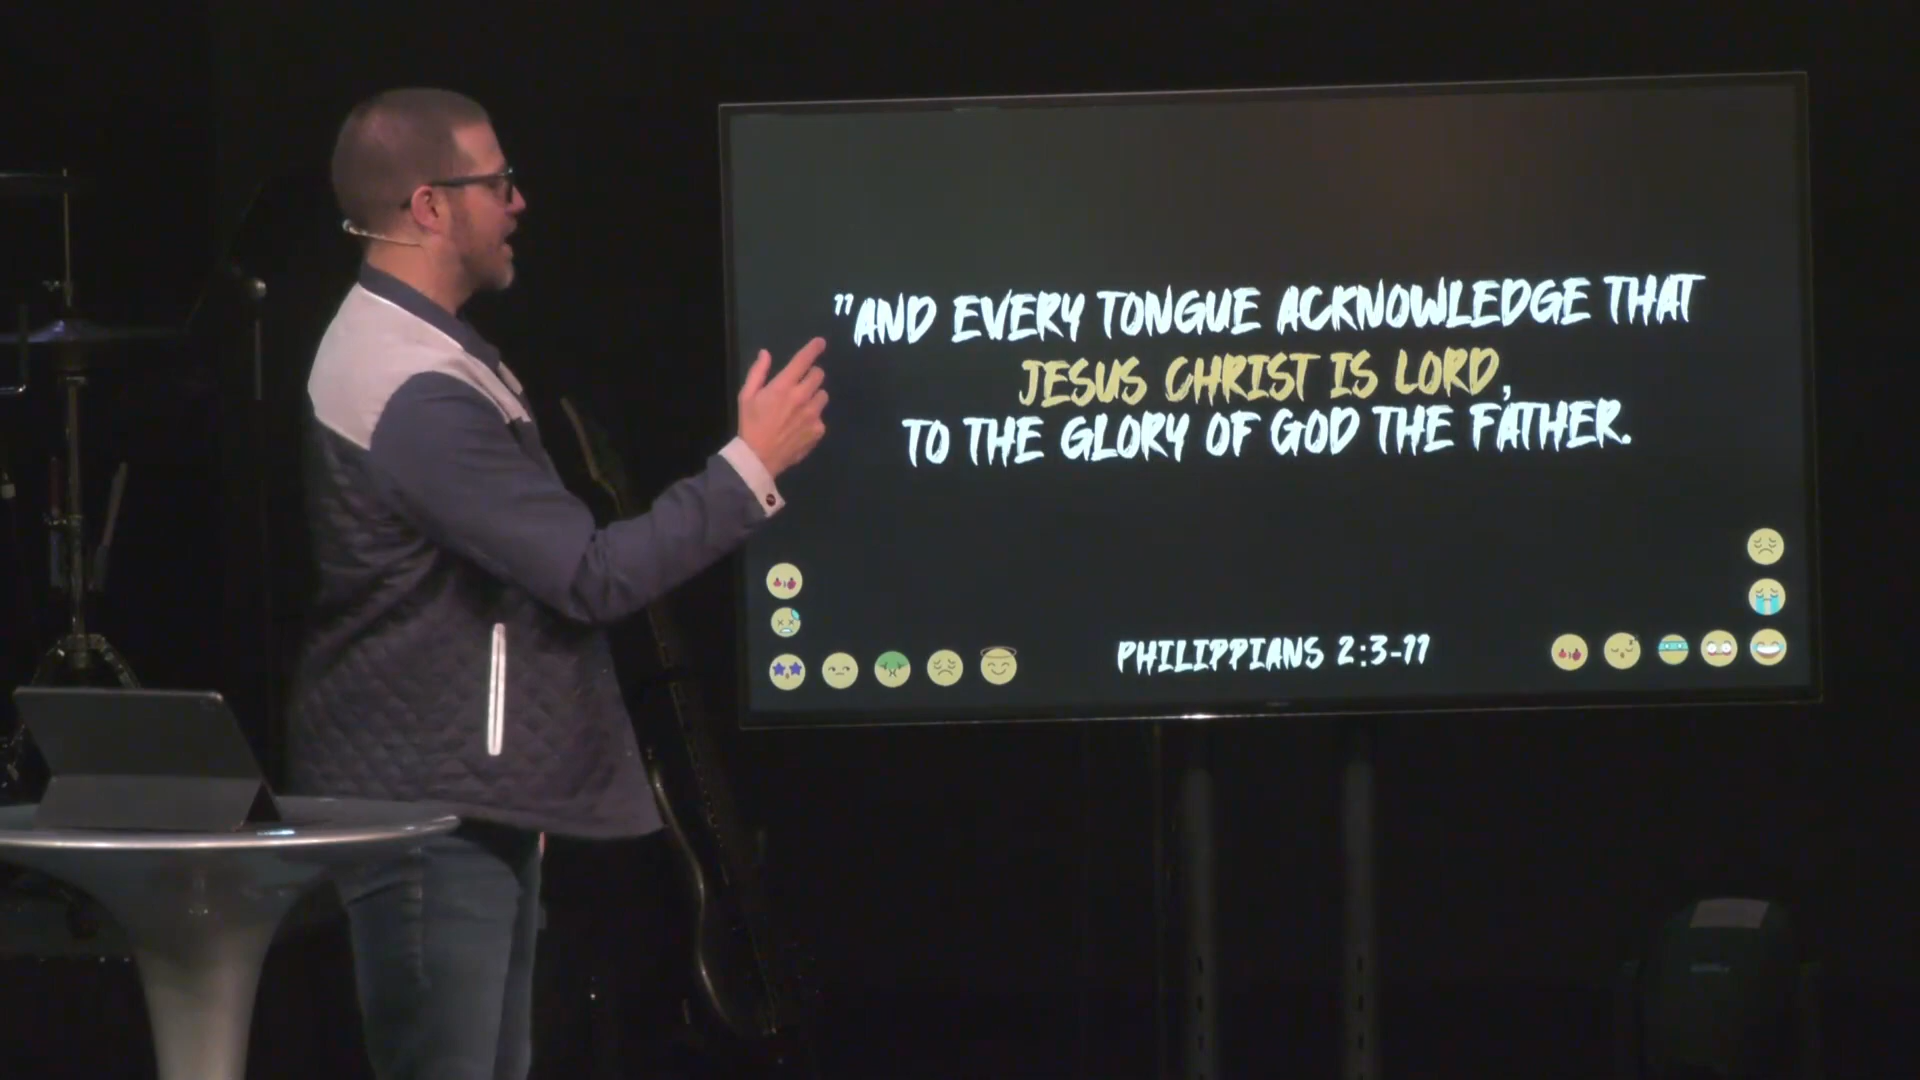 "AND EVERY TONGUE ACKNOWLEDGE THAT
JESUS CHRIST IS LORD,
TO THE GLORY OF GOD THE FATHER.
PHILIPPIANS 2:3-11